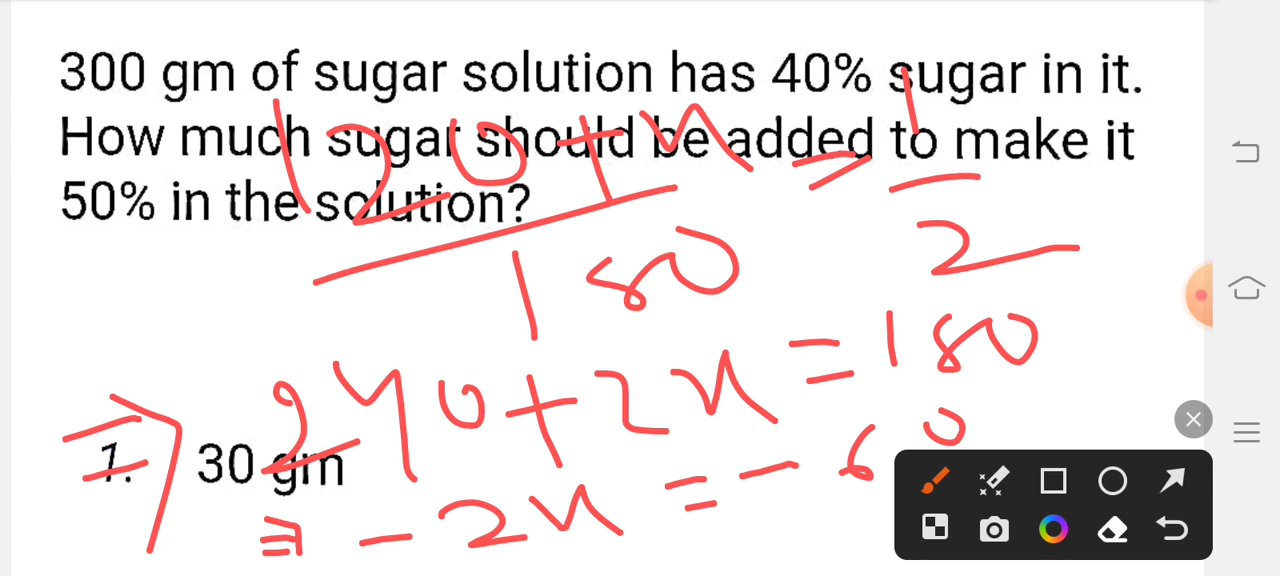 300 gm of sugar solution has 40% sugar in it.
How much sugar should be added to make it
50% in the solution?
120+x = 1
180 2
240+2x = 180
1. 30 gm
= -2x = -60